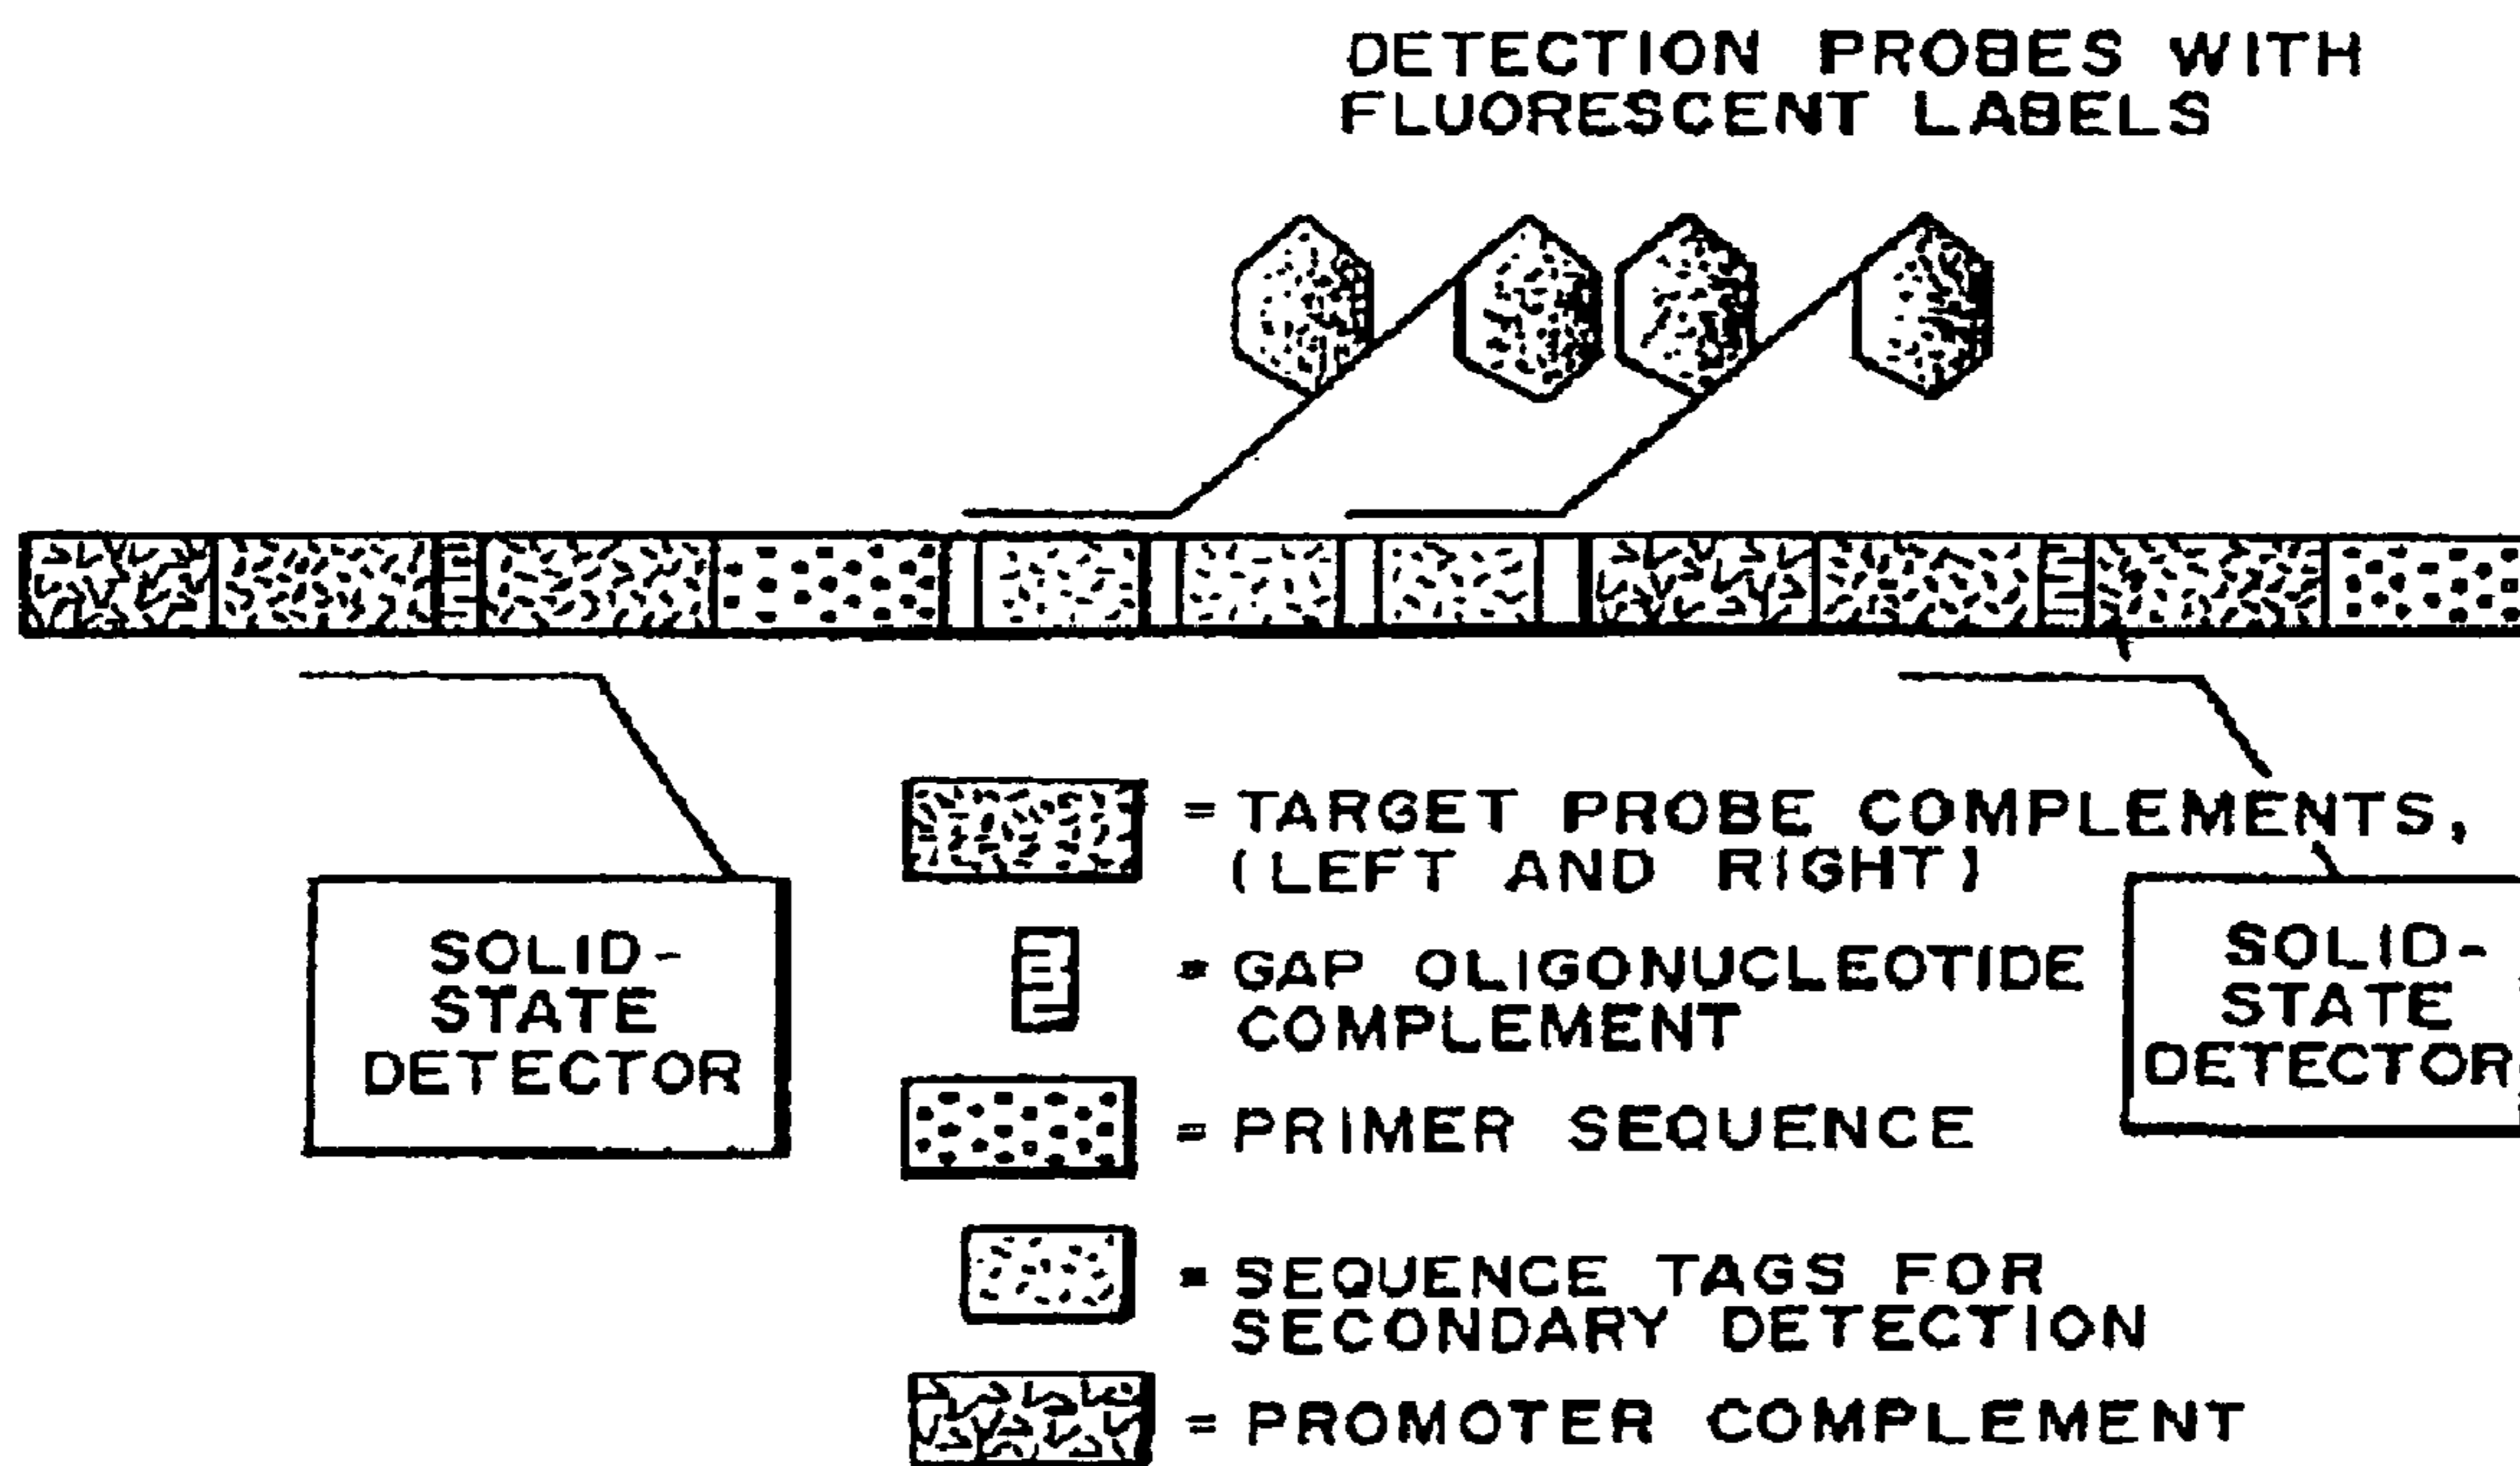 DETECTION PROBES WITH
FLUORESCENT LABELS
SOLID-
STATE
DETECTOR
= TARGET PROBE COMPLEMENTS,
(LEFT AND RIGHT)
= GAP OLIGONUCLEOTIDE
COMPLEMENT
= PRIMER SEQUENCE
= SEQUENCE TAGS FOR
SECONDARY DETECTION
= PROMOTER COMPLEMENT
SOLID-
STATE
DETECTOR